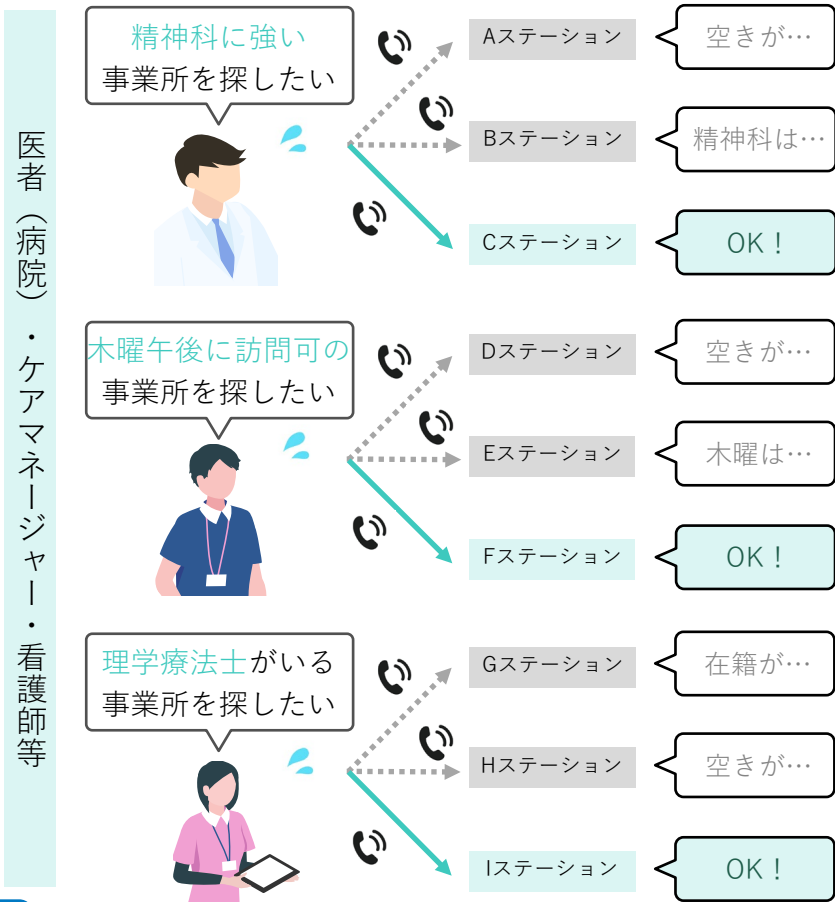 医者（病院）・ケアマネージャー・看護師等
精神科に強い
事業所を探したい
Aステーション
空きが…
Bステーション
精神科は…
Cステーション
OK！
木曜午後に訪問可の
事業所を探したい
Dステーション
空きが…
Eステーション
木曜は…
Fステーション
OK！
理学療法士がいる
事業所を探したい
Gステーション
在籍が…
Hステーション
空きが…
Iステーション
OK！